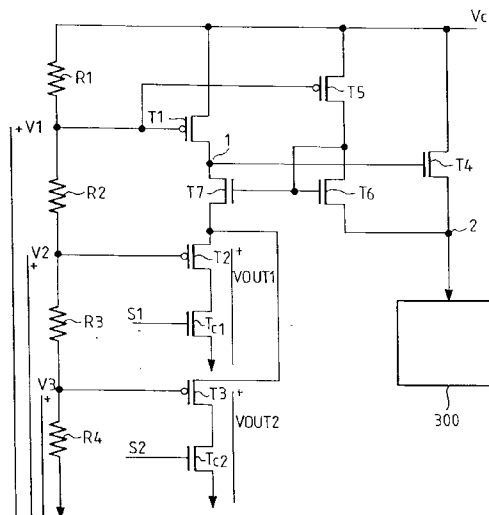 Vc
R1
T1
T5
+V1
1
T4
R2
T7
T6
2
V2
+
T2
+
VOUT1
R3
S1
Tc1
V3
+
T3
+
300
R4
VOUT2
S2
Tc2